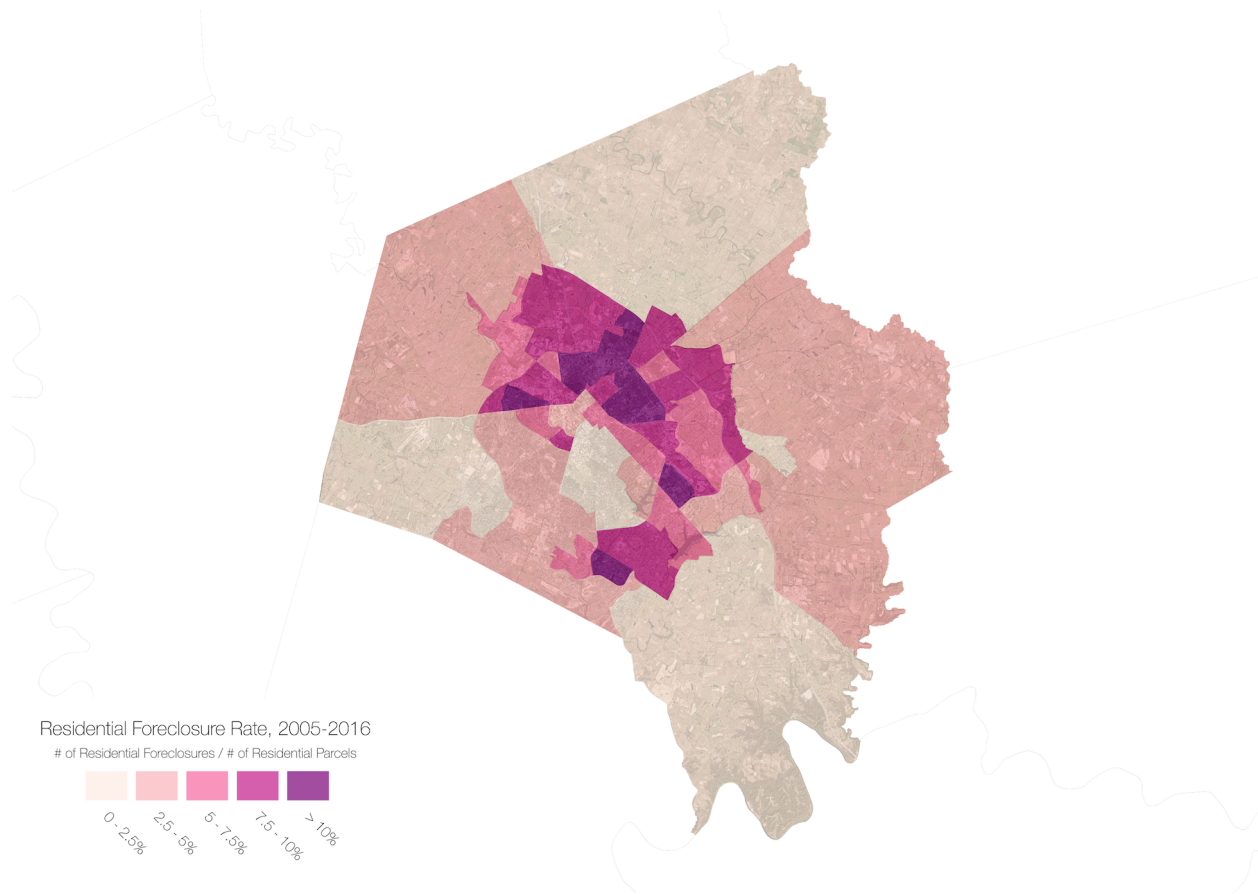 Residential Foreclosure Rate, 2005-2016
# of Residential Foreclosures / # of Residential Parcels
0 - 2.5%
2.5 - 5%
5 - 7.5%
7.5 - 10%
> 10%